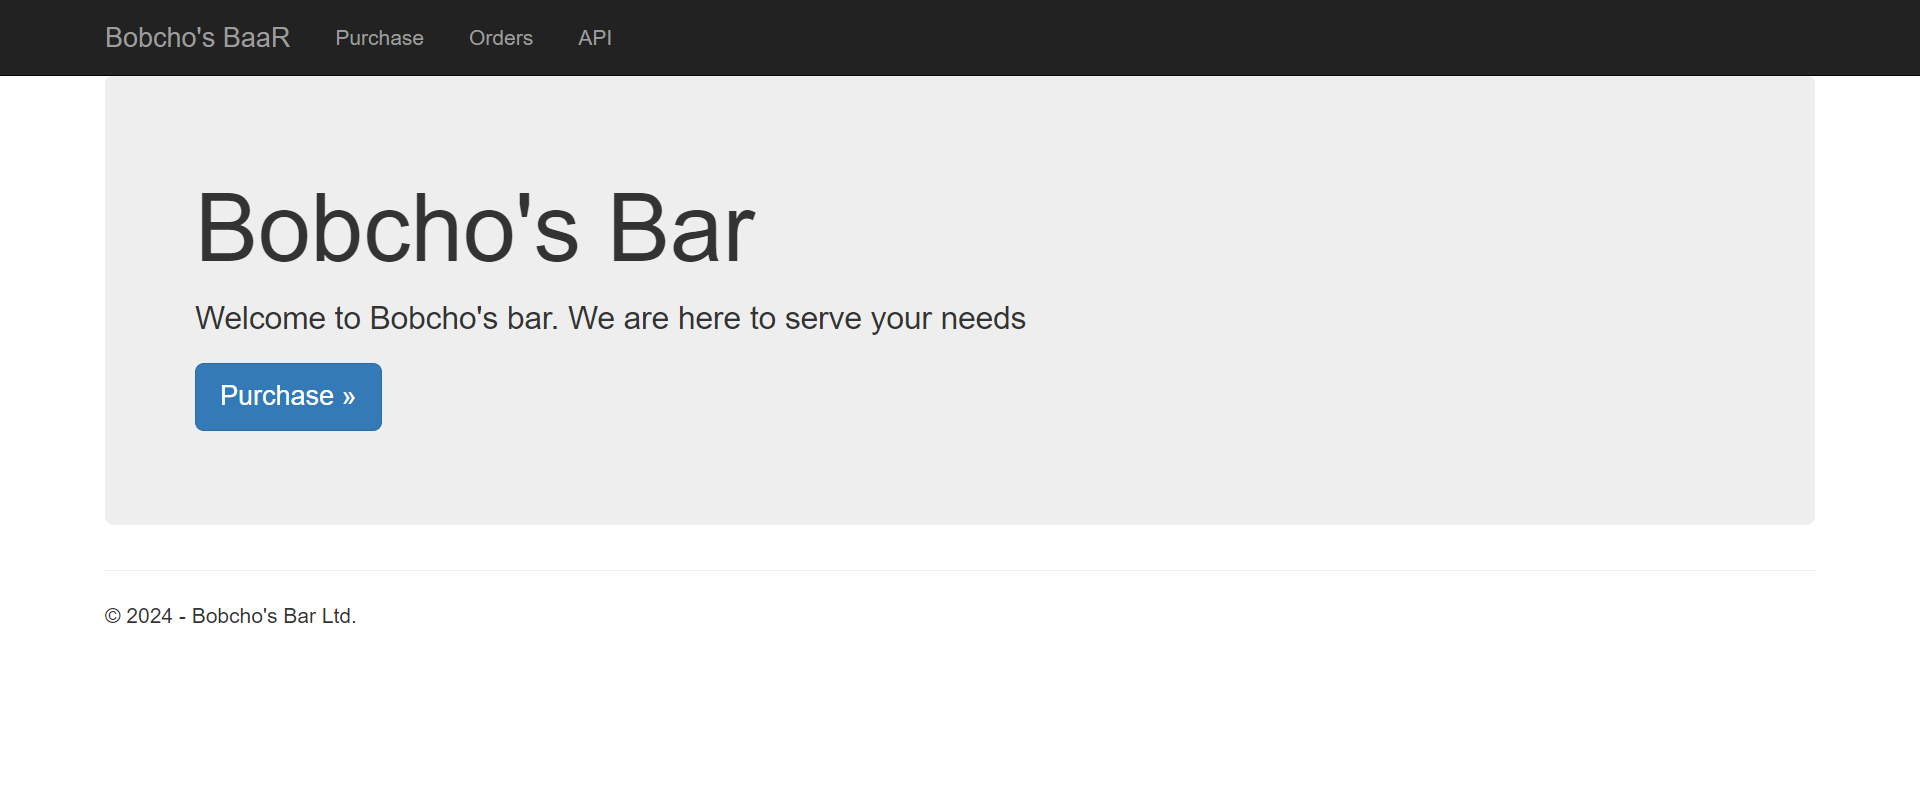 Bobcho's BaaR Purchase Orders API
Bobcho's Bar
Welcome to Bobcho's bar. We are here to serve your needs
Purchase »
© 2024 - Bobcho's Bar Ltd.